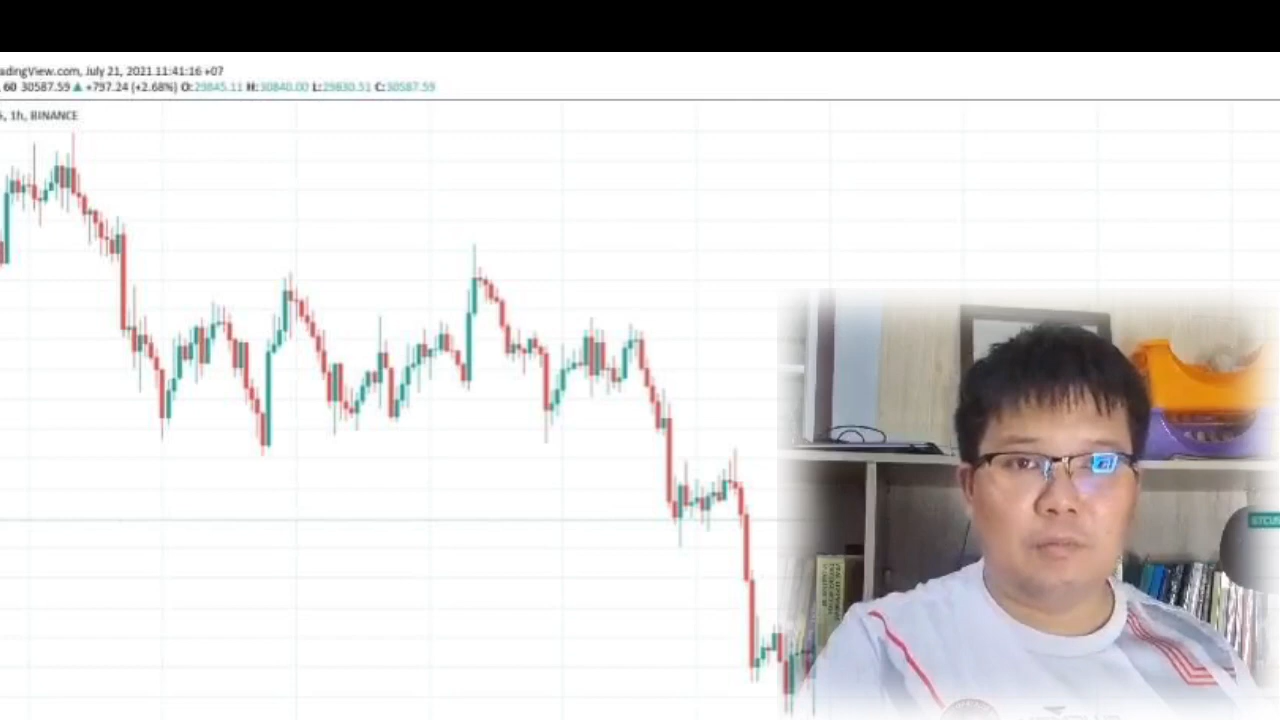 adingView.com, July 21, 2021 11:41:16 +07
, 60 30587.59 ▲ +797.24 (+2.68%) O:29845.11 H:30840.00 L:29830.51 C:30587.59
, 1h, BINANCE
BTCUS